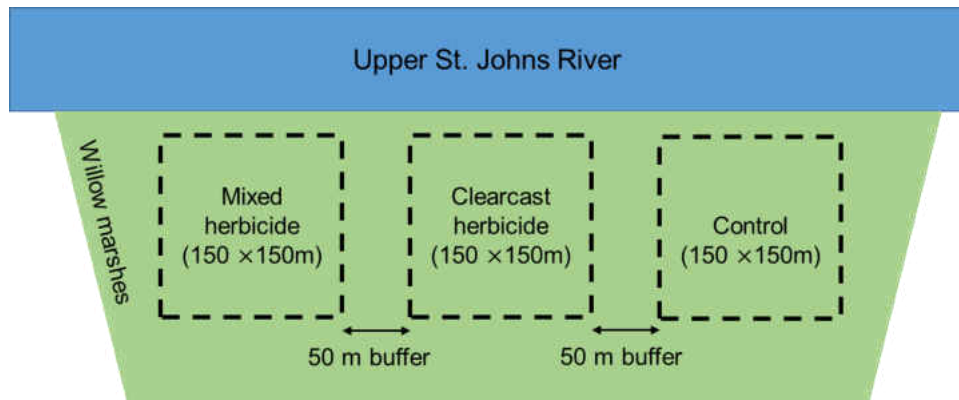 Upper St. Johns River
Willow marshes
Mixed
herbicide
(150 ×150m)
Clearcast
herbicide
(150 ×150m)
Control
(150 ×150m)
50 m buffer
50 m buffer